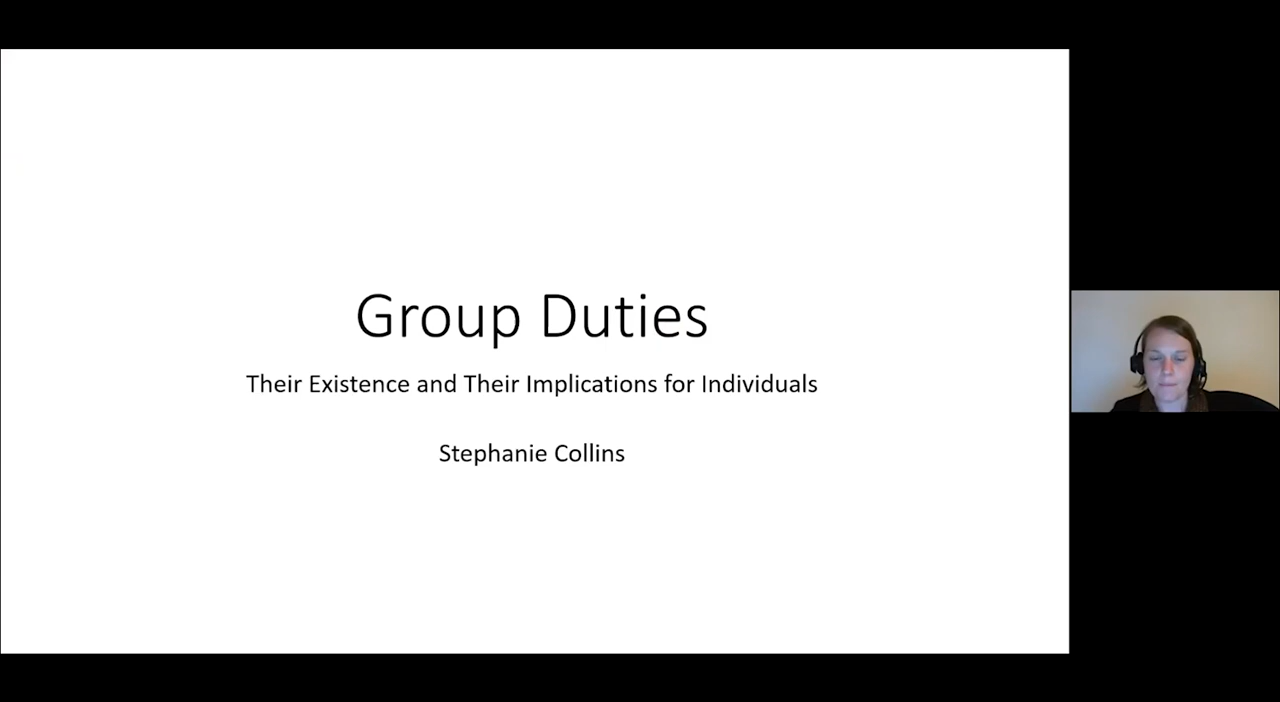 Group Duties
Their Existence and Their Implications for Individuals
Stephanie Collins